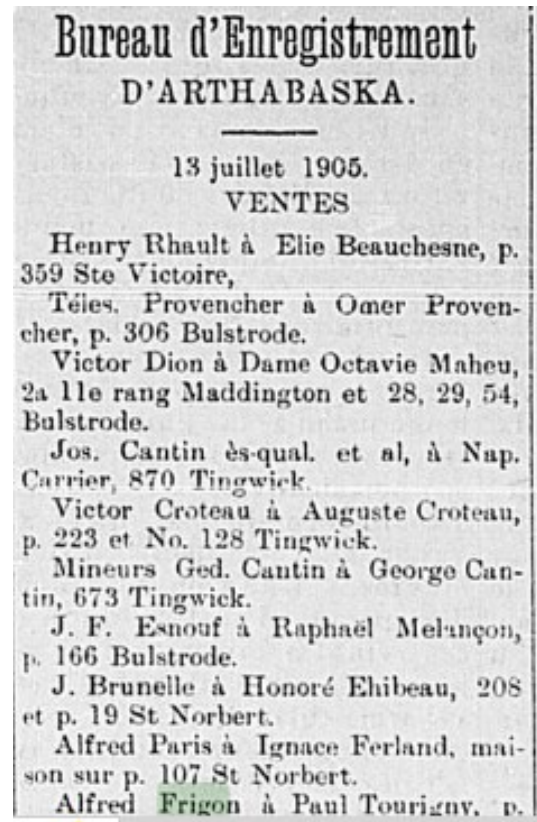 Bureau d'Enregistrement
D'ARTHABASKA.
13 juillet 1905.
VENTES
Henry Rhault à Elie Beauchesne, p.
359 Ste Victoire,
Téles. Provencher à Omer Proven-
cher, p. 306 Bulstrode.
Victor Dion à Dame Octavie Maheu,
2a 11e rang Maddington et 28, 29, 54,
Bulstrode.
Jos. Cantin ès-qual. et al, à Nap.
Carrier, 870 Tingwick.
Victor Croteau à Auguste Croteau,
p. 223 et No. 128 Tingwick.
Mineurs Ged. Cantin à George Can-
tin, 673 Tingwick.
J. F. Esnouf à Raphaël Melançon,
p. 166 Bulstrode.
J. Brunelle à Honoré Ehibeau, 208
et p. 19 St Norbert.
Alfred Paris à Ignace Ferland, mai-
son sur p. 107 St Norbert.
Alfred Frigon à Paul Tourigny, p.